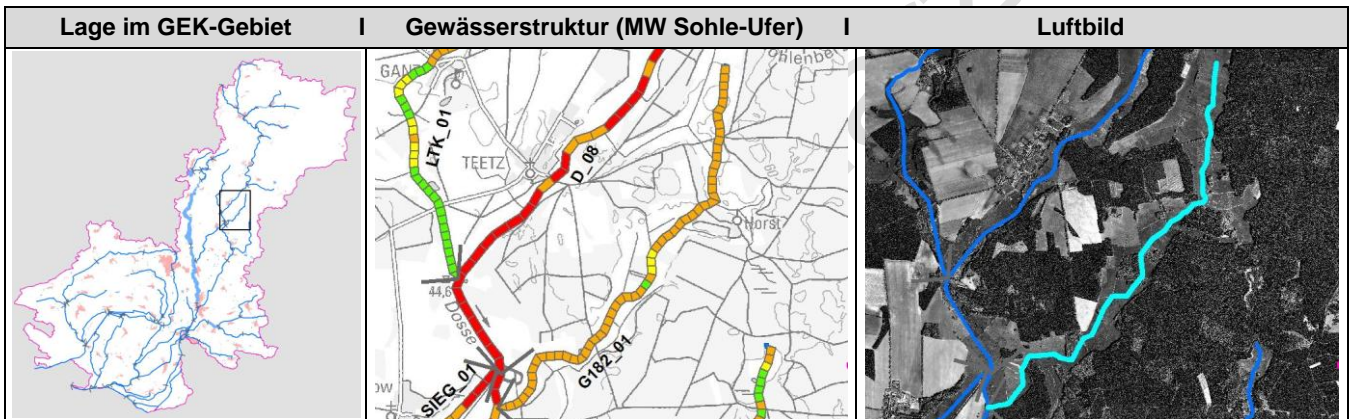 Lage im GEK-Gebiet I Gewässerstruktur (MW Sohle-Ufer) I Luftbild
GANZ
LTK_01
TEETZ
D_08
Horst
44,6
Dosse
G182_01
SIEG_01